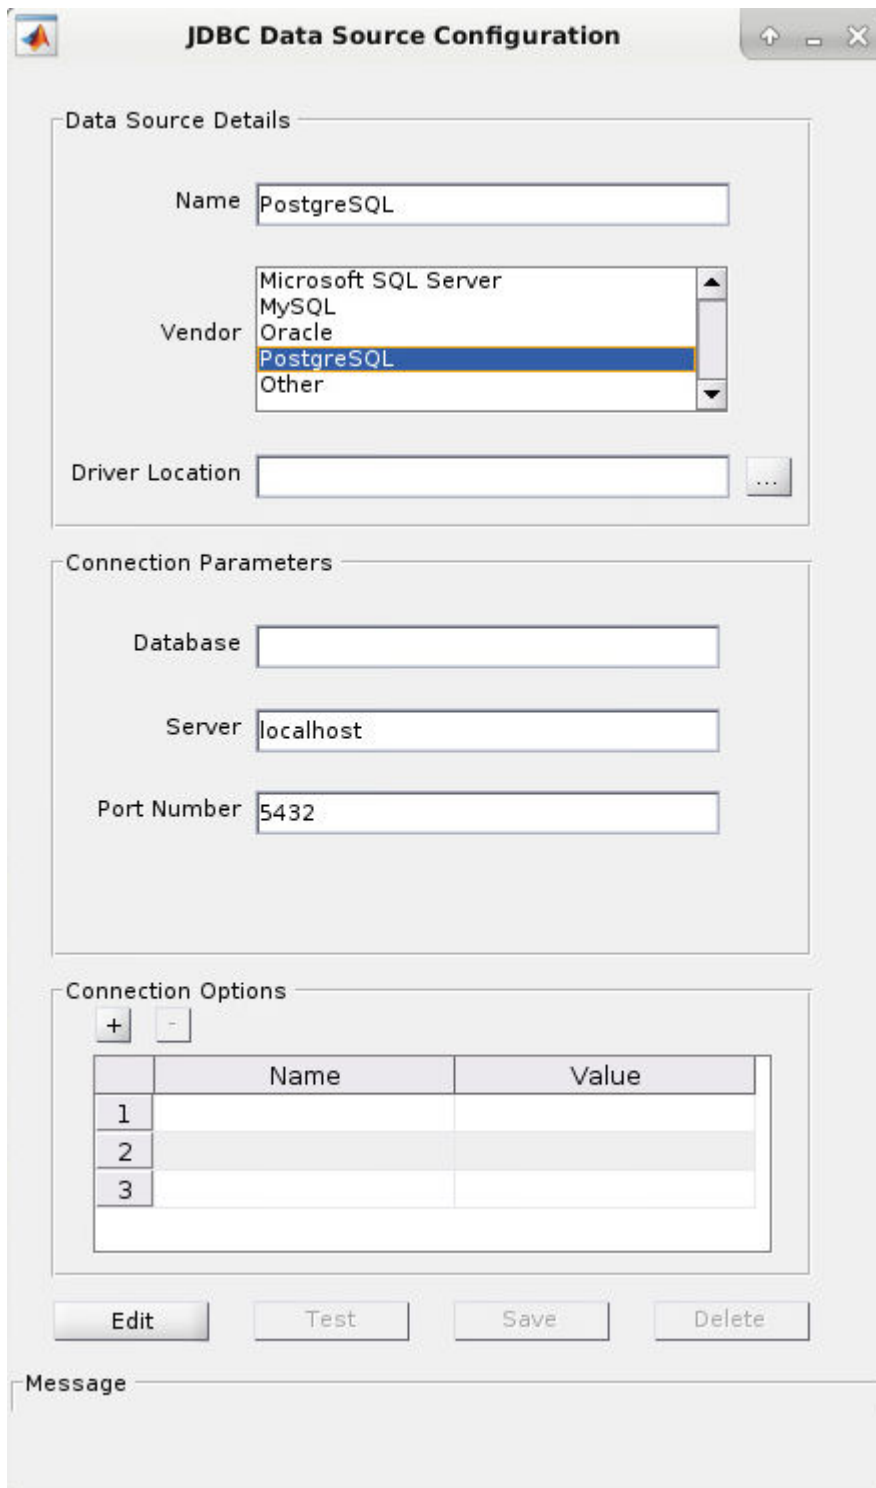 JDBC Data Source Configuration
Data Source Details
Name PostgreSQL
Microsoft SQL Server
MySQL
Vendor Oracle
PostgreSQL
Other
Driver Location ...
Connection Parameters
Database
Server localhost
Port Number 5432
Connection Options
+ -
Name Value
1
2
3
Edit Test Save Delete
Message